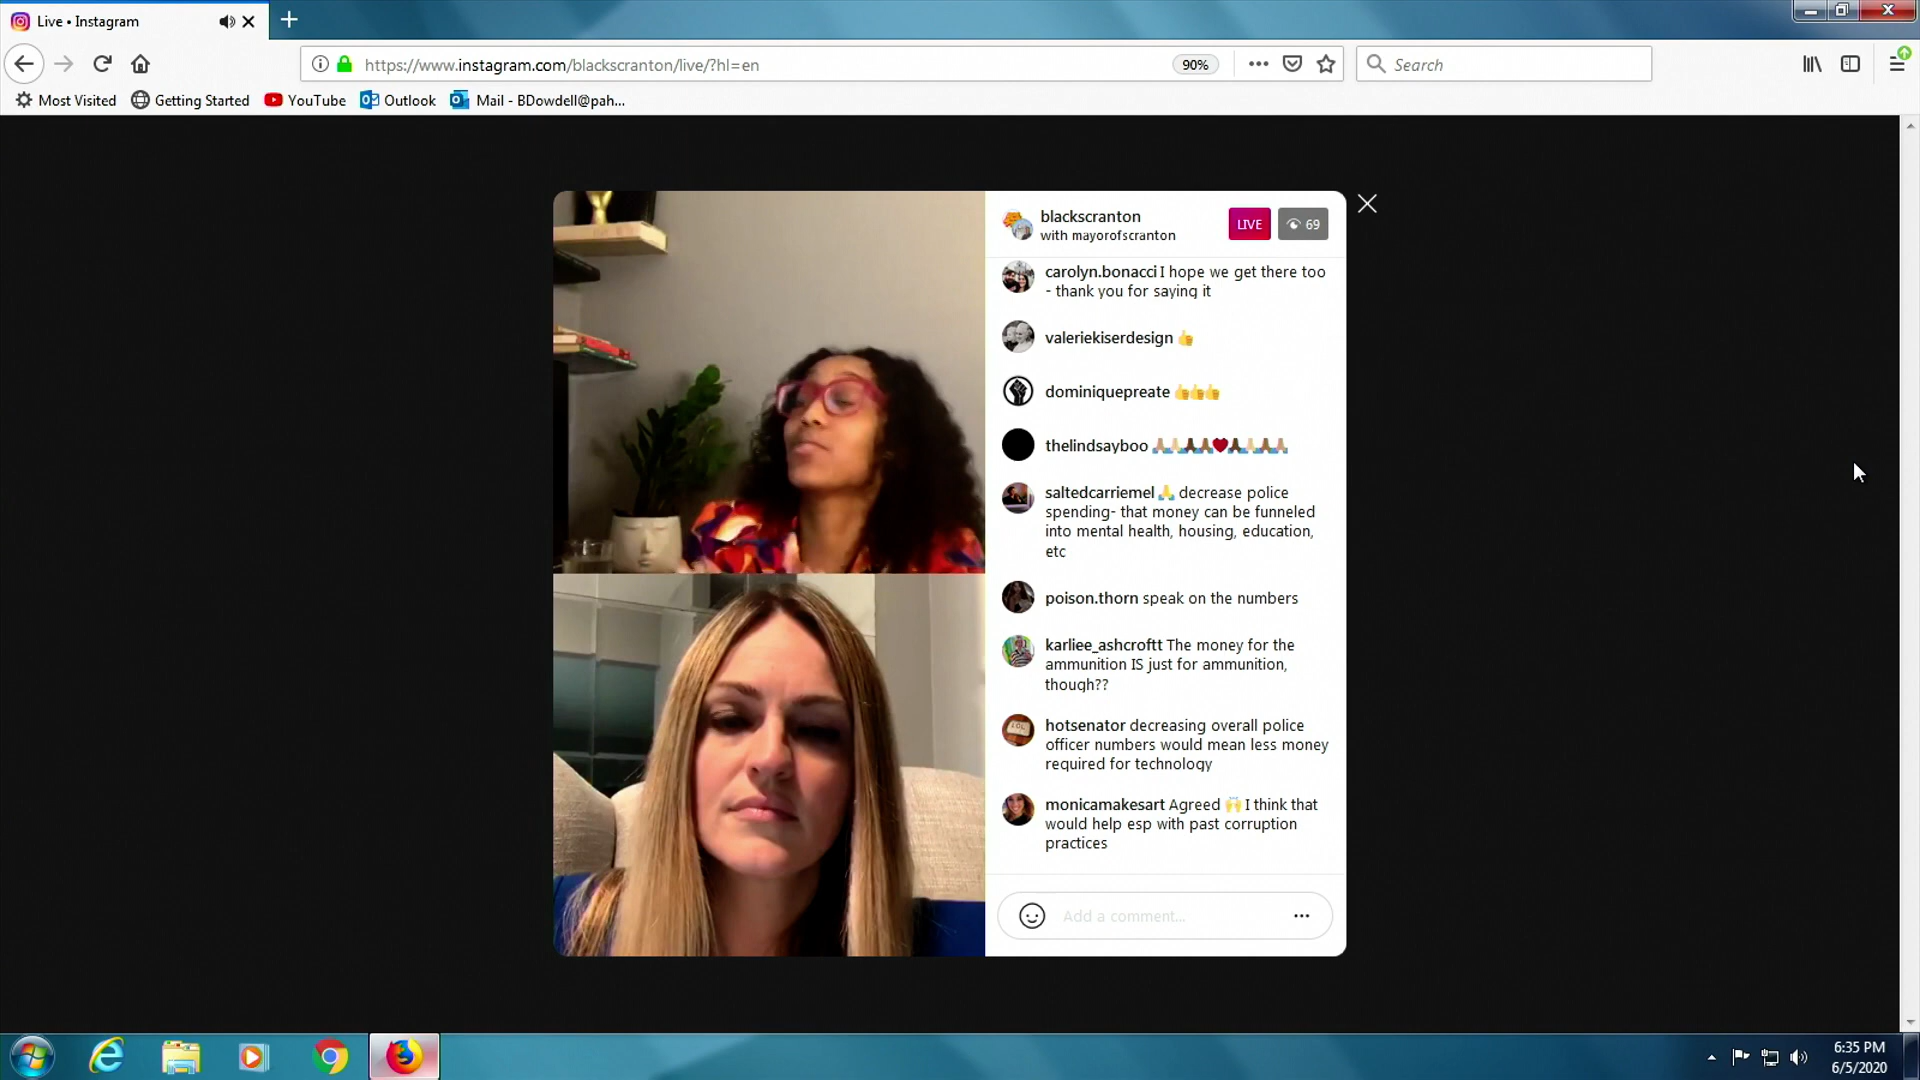 Live • Instagram
https://www.instagram.com/blackscranton/live/?hl=en
90%
Search
Most Visited
Getting Started
YouTube
Outlook
Mail - BDowdell@pah...
blackscranton
with mayorofscranton
LIVE
69
carolyn.bonacci I hope we get there too
- thank you for saying it
valeriekiserdesign 👍
dominiquepreate 👍👍👍
thelindsayboo 🙏🏽🙏🏼🙏🏿🙏🏾❤️🙏🏿🙏🏼🙏🏾🙏🏽
saltedcarriemel 🙏 decrease police
spending- that money can be funneled
into mental health, housing, education,
etc
poison.thorn speak on the numbers
karliee_ashcroftt The money for the
ammunition IS just for ammunition,
though??
hotsenator decreasing overall police
officer numbers would mean less money
required for technology
monicamakesart Agreed 🙌 I think that
would help esp with past corruption
practices
Add a comment...
6:35 PM
6/5/2020